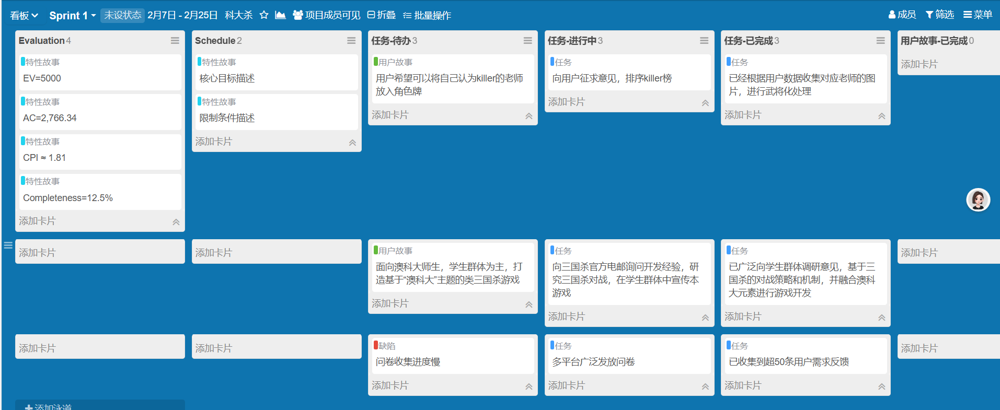 看板 Sprint 1 未设状态 2月7日 - 2月25日 科大杀 项目成员可见 折叠 批量操作 成员 筛选 菜单
Evaluation 4
特性故事
EV=5000
特性故事
AC=2,766.34
特性故事
CPI ≈ 1.81
特性故事
Completeness=12.5%
添加卡片
Schedule 2
特性故事
核心目标描述
特性故事
限制条件描述
添加卡片
任务-待办 3
用户故事
用户希望可以将自己认为killer的老师
放入角色牌
添加卡片
任务-进行中 3
任务
向用户征求意见，排序killer榜
添加卡片
任务-已完成 3
任务
已经根据用户数据收集对应老师的图
片，进行武将化处理
添加卡片
用户故事-已完成 0
添加卡片
添加卡片
添加卡片
用户故事
面向澳科大师生，学生群体为主，打
造基于“澳科大”主题的类三国杀游戏
添加卡片
任务
向三国杀官方电邮询问开发经验，研
究三国杀对战，在学生群体中宣传本
游戏
添加卡片
任务
已广泛向学生群体调研意见，基于三
国杀的对战策略和机制，并融合澳科
大元素进行游戏开发
添加卡片
添加卡片
添加卡片
添加卡片
缺陷
问卷收集进度慢
添加卡片
任务
多平台广泛发放问卷
添加卡片
任务
已收集到超50条用户需求反馈
添加卡片
添加卡片
添加泳道